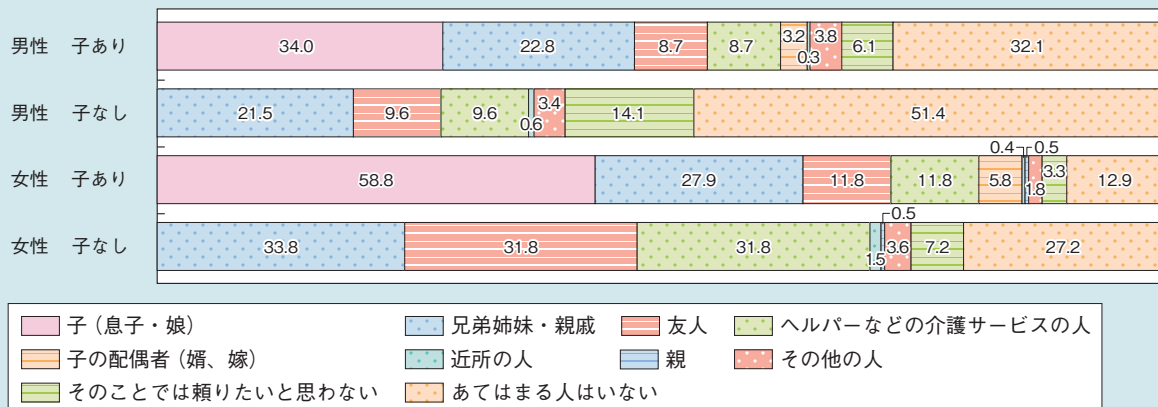 男性 子あり 34.0 22.8 8.7 8.7 3.2 0.3 3.8 6.1 32.1
男性 子なし 21.5 9.6 9.6 0.6 3.4 14.1 51.4
女性 子あり 58.8 27.9 11.8 11.8 5.8 0.4 0.5 1.8 3.3 12.9
女性 子なし 33.8 31.8 31.8 1.5 0.5 3.6 7.2 27.2
子（息子・娘） 兄弟姉妹・親戚 友人 ヘルパーなどの介護サービスの人
子の配偶者（婿、嫁） 近所の人 親 その他の人
そのことでは頼りたいと思わない あてはまる人はいない